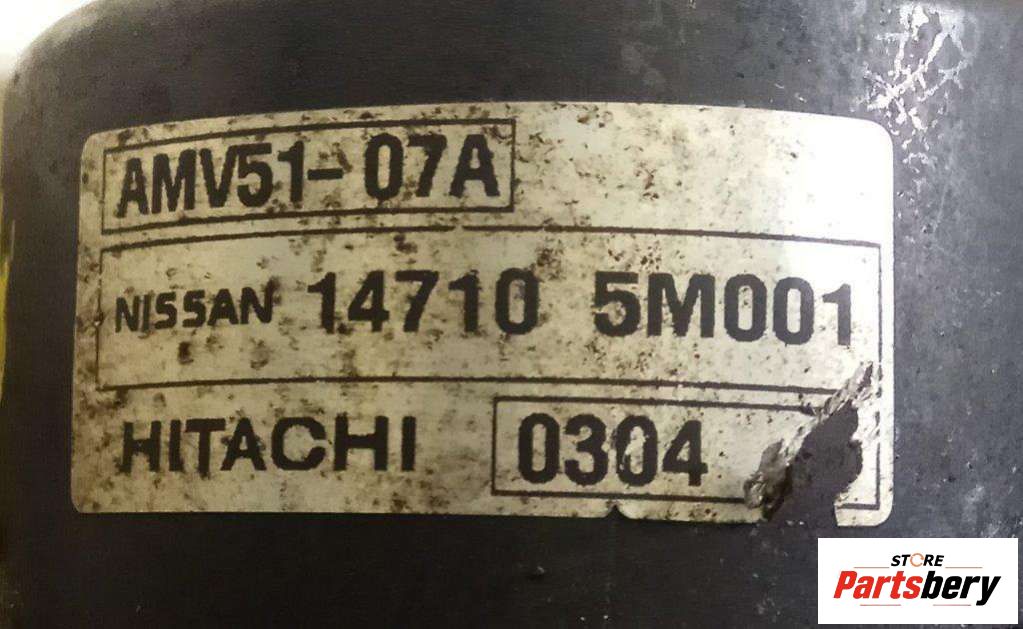 AMV51-07A
NISSAN 14710 5M001
HITACHI 0304
STORE
Partsbery